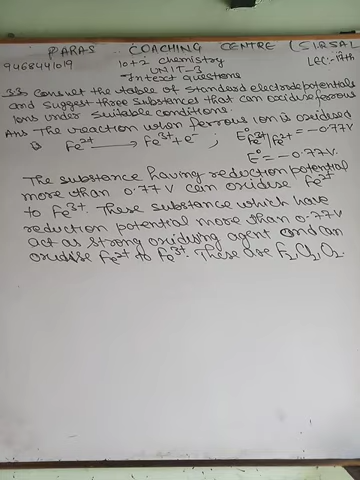 PARAS COACHING CENTRE (SIRSA)
9468441019 10+2 chemistry LEC:-17th
UNIT-3
Intext questions
3.3: Consult the table of standard electrode potentials
and suggest three substances that can oxidise ferrous
Ions under suitable conditions.
Ans The reaction when ferrous ion is oxidised
is Fe²⁺ ⟶ Fe³⁺ + e⁻, E°Fe³⁺/Fe²⁺ = -0.77V
E° = -0.77V.
The substance having reduction potential
more than 0.77V can oxidise Fe²⁺
to Fe³⁺. These substance which have
reduction potential more than 0.77V
act as strong oxidising agent and can
oxidise Fe²⁺ to Fe³⁺. These are F₂, Cl₂, O₂.